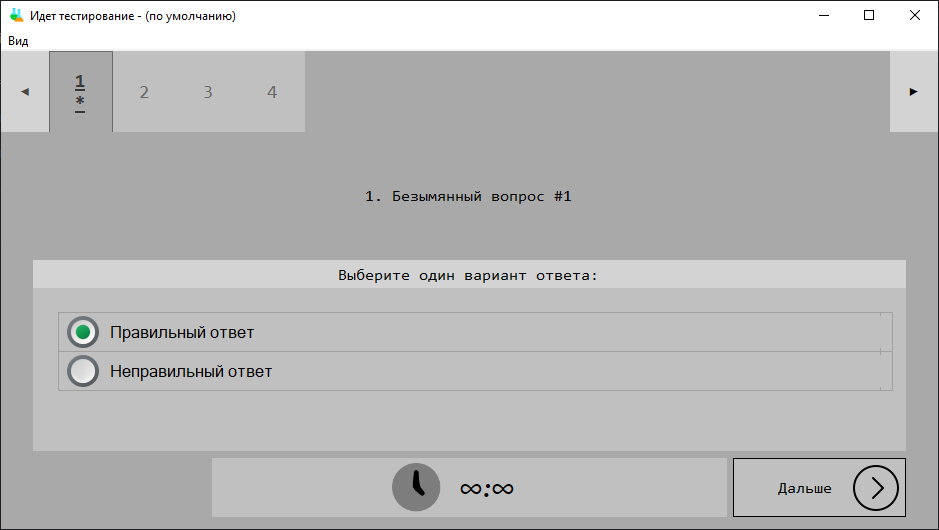 Идет тестирование - (по умолчанию)
Вид
◄ 1 2 3 4 ►
*
1. Безымянный вопрос #1
Выберите один вариант ответа:
Правильный ответ
Неправильный ответ
∞:∞ Дальше